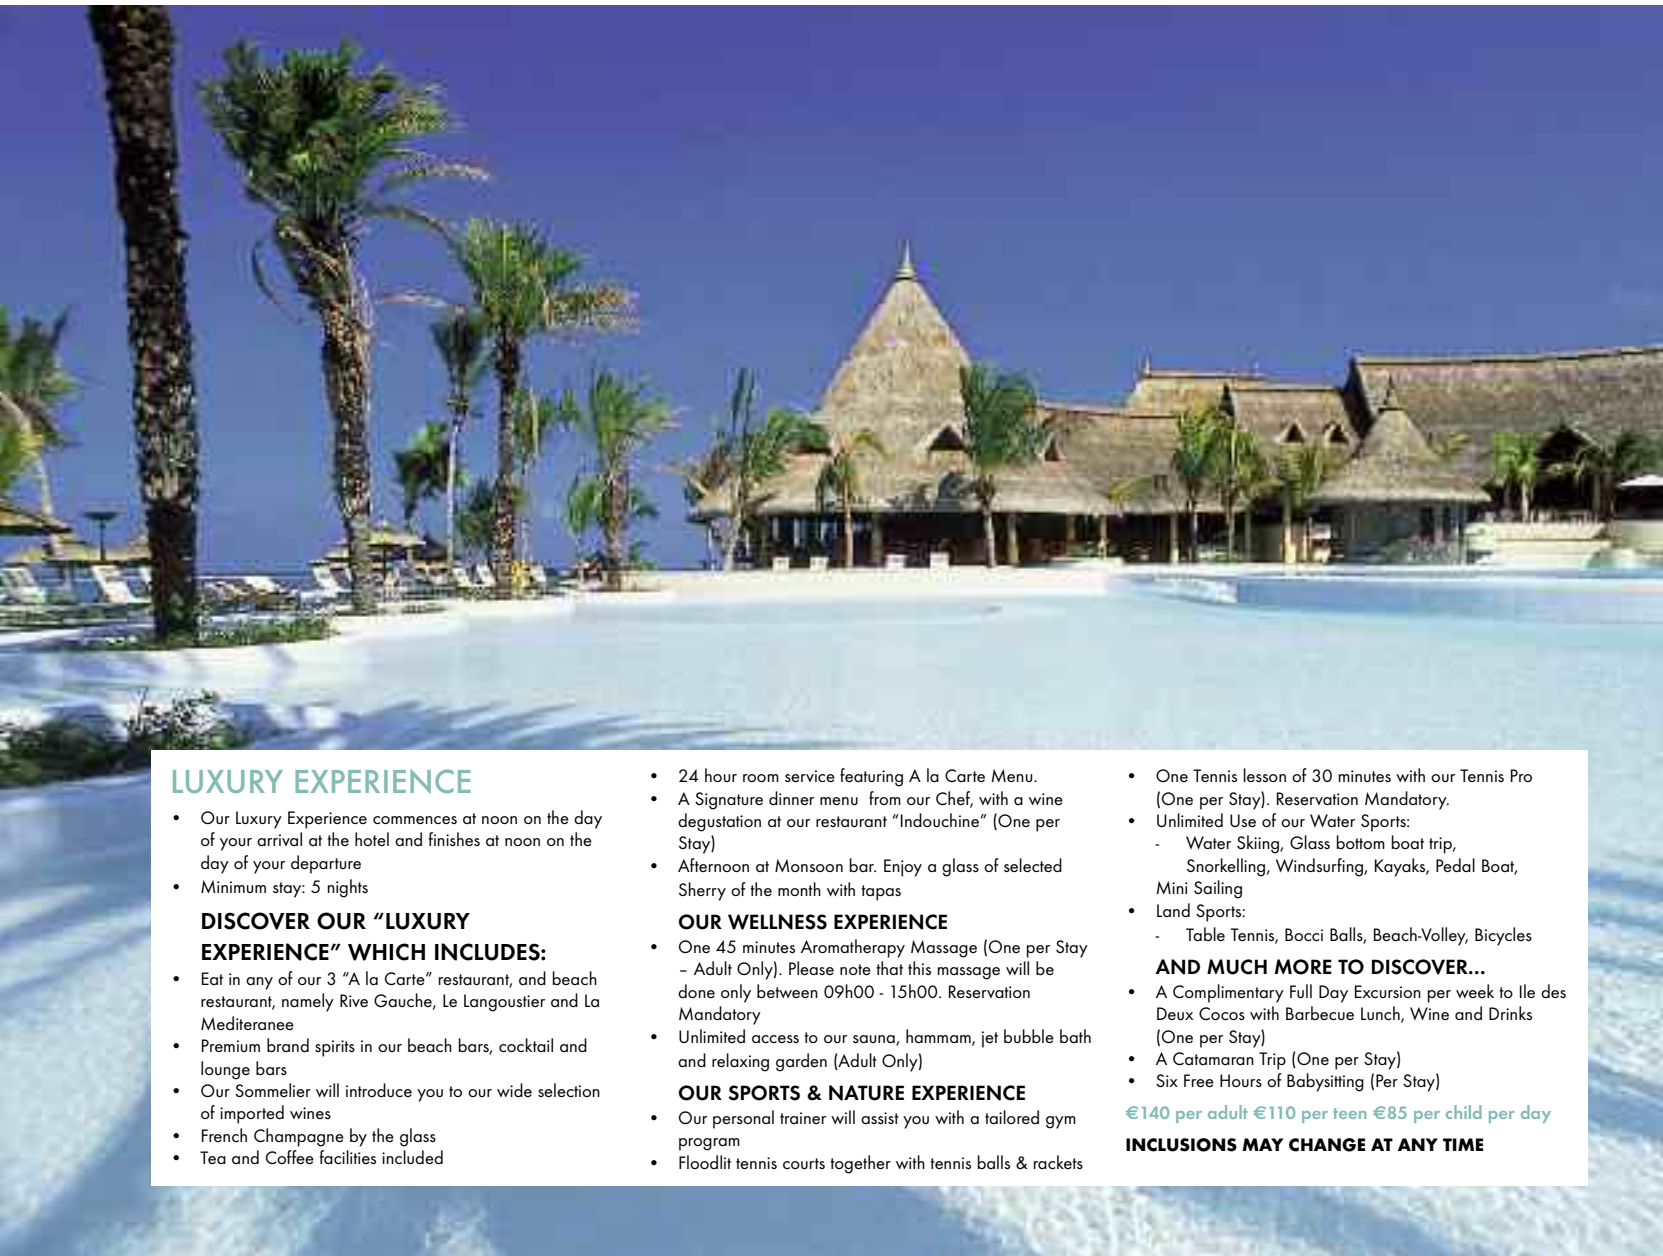 LUXURY EXPERIENCE
• Our Luxury Experience commences at noon on the day
of your arrival at the hotel and finishes at noon on the
day of your departure
• Minimum stay: 5 nights
DISCOVER OUR “LUXURY
EXPERIENCE” WHICH INCLUDES:
• Eat in any of our 3 “A la Carte” restaurant, and beach
restaurant, namely Rive Gauche, Le Langoustier and La
Mediteranee
• Premium brand spirits in our beach bars, cocktail and
lounge bars
• Our Sommelier will introduce you to our wide selection
of imported wines
• French Champagne by the glass
• Tea and Coffee facilities included
• 24 hour room service featuring A la Carte Menu.
• A Signature dinner menu from our Chef, with a wine
degustation at our restaurant “Indouchine” (One per
Stay)
• Afternoon at Monsoon bar. Enjoy a glass of selected
Sherry of the month with tapas
OUR WELLNESS EXPERIENCE
• One 45 minutes Aromatherapy Massage (One per Stay
– Adult Only). Please note that this massage will be
done only between 09h00 - 15h00. Reservation
Mandatory
• Unlimited access to our sauna, hammam, jet bubble bath
and relaxing garden (Adult Only)
OUR SPORTS & NATURE EXPERIENCE
• Our personal trainer will assist you with a tailored gym
program
• Floodlit tennis courts together with tennis balls & rackets
• One Tennis lesson of 30 minutes with our Tennis Pro
(One per Stay). Reservation Mandatory.
• Unlimited Use of our Water Sports:
- Water Skiing, Glass bottom boat trip,
Snorkelling, Windsurfing, Kayaks, Pedal Boat,
Mini Sailing
• Land Sports:
- Table Tennis, Bocci Balls, Beach-Volley, Bicycles
AND MUCH MORE TO DISCOVER...
• A Complimentary Full Day Excursion per week to Ile des
Deux Cocos with Barbecue Lunch, Wine and Drinks
(One per Stay)
• A Catamaran Trip (One per Stay)
• Six Free Hours of Babysitting (Per Stay)
€140 per adult €110 per teen €85 per child per day
INCLUSIONS MAY CHANGE AT ANY TIME